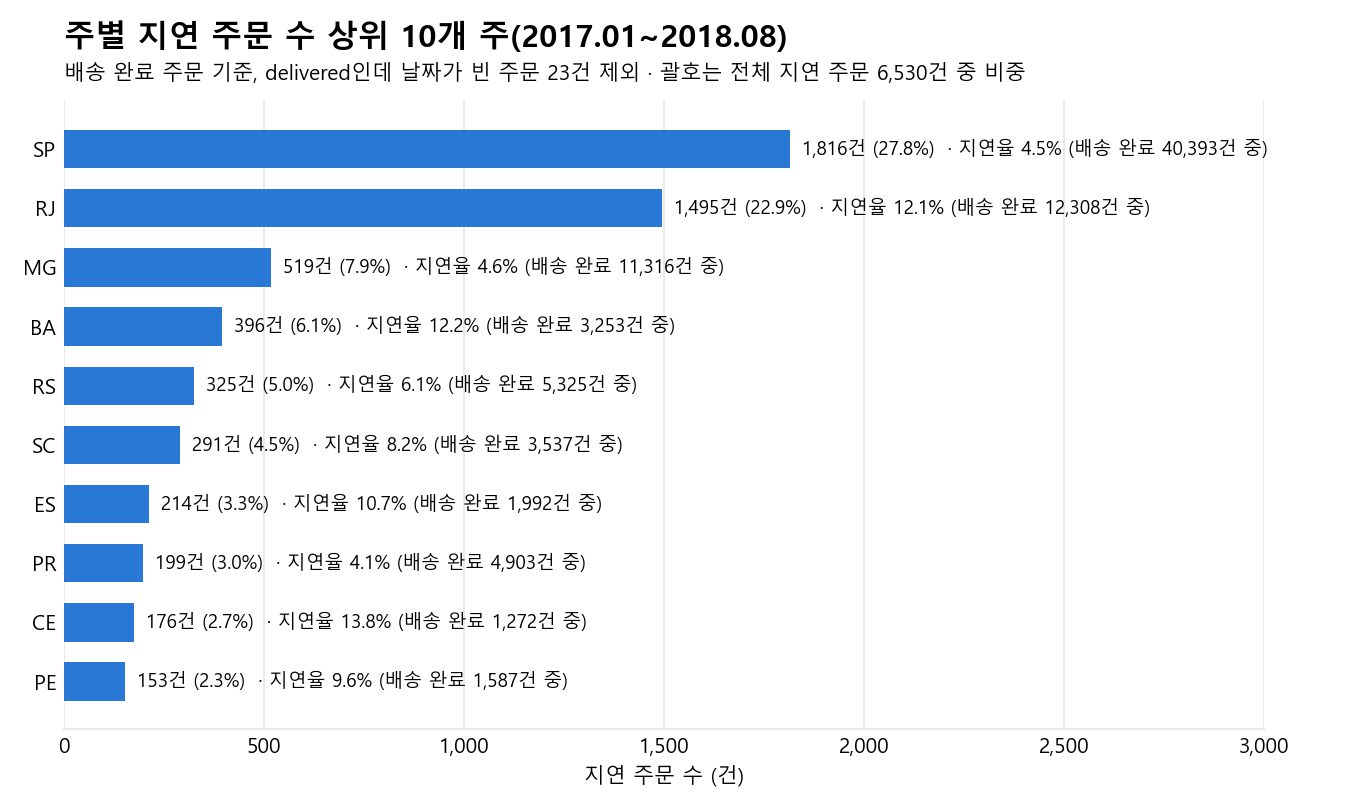 주별 지연 주문 수 상위 10개 주(2017.01~2018.08)
배송 완료 주문 기준, delivered인데 날짜가 빈 주문 23건 제외 · 괄호는 전체 지연 주문 6,530건 중 비중
SP 1,816건 (27.8%) · 지연율 4.5% (배송 완료 40,393건 중)
RJ 1,495건 (22.9%) · 지연율 12.1% (배송 완료 12,308건 중)
MG 519건 (7.9%) · 지연율 4.6% (배송 완료 11,316건 중)
BA 396건 (6.1%) · 지연율 12.2% (배송 완료 3,253건 중)
RS 325건 (5.0%) · 지연율 6.1% (배송 완료 5,325건 중)
SC 291건 (4.5%) · 지연율 8.2% (배송 완료 3,537건 중)
ES 214건 (3.3%) · 지연율 10.7% (배송 완료 1,992건 중)
PR 199건 (3.0%) · 지연율 4.1% (배송 완료 4,903건 중)
CE 176건 (2.7%) · 지연율 13.8% (배송 완료 1,272건 중)
PE 153건 (2.3%) · 지연율 9.6% (배송 완료 1,587건 중)
0 500 1,000 1,500 2,000 2,500 3,000
지연 주문 수 (건)